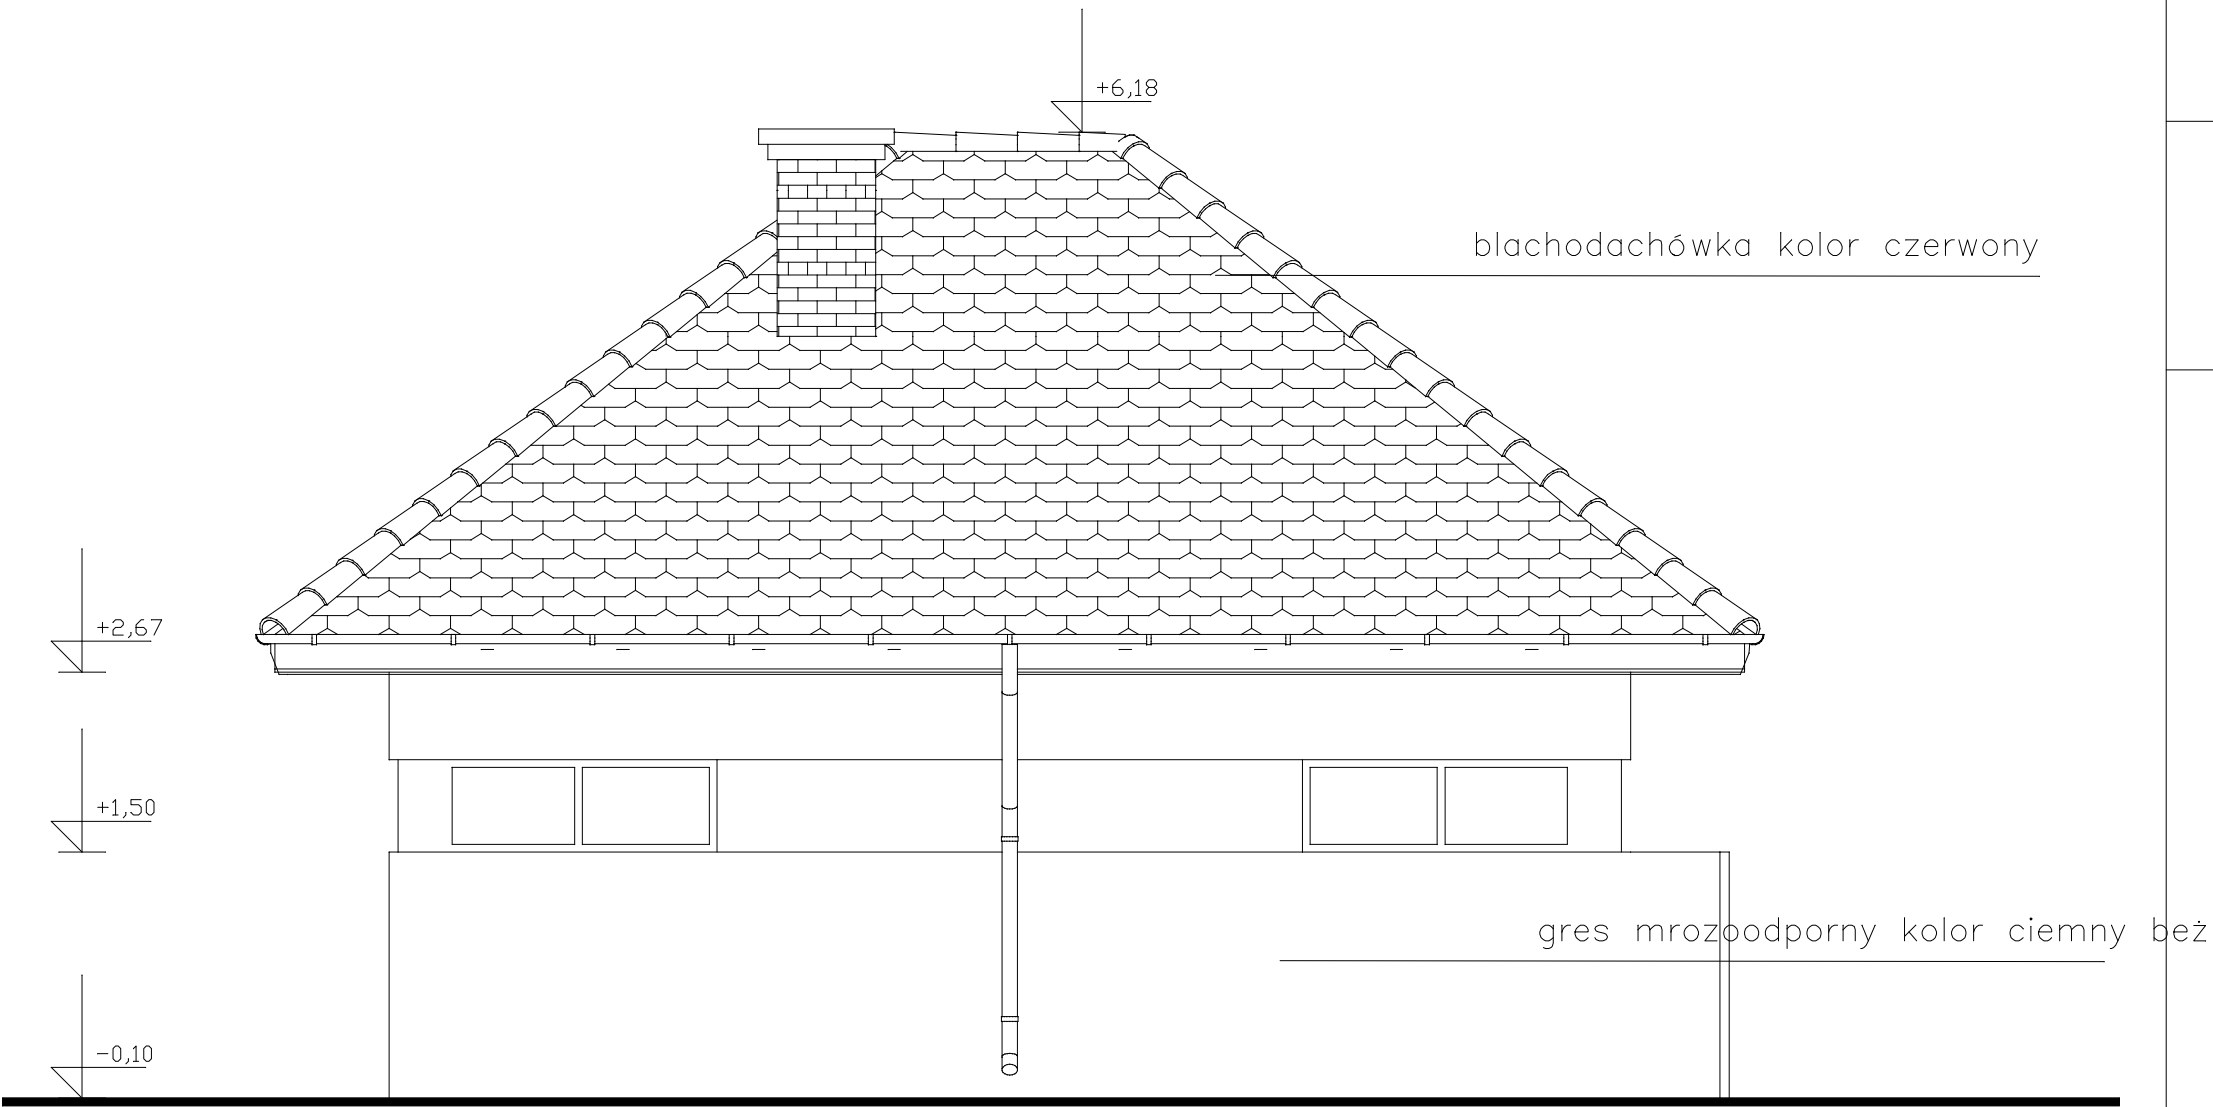 +6,18
blachodachówka kolor czerwony
+2,67
+1,50
gres mrozoodporny kolor ciemny beż
-0,10